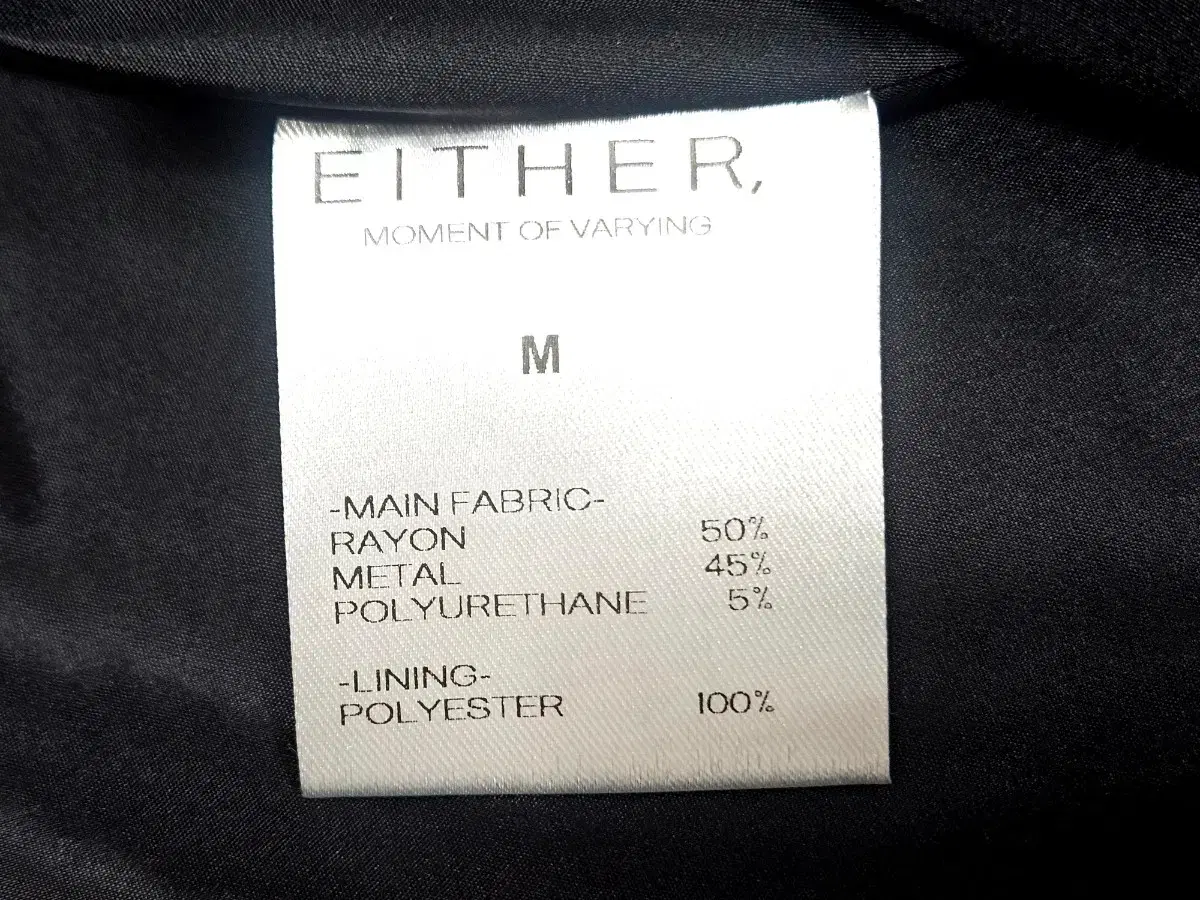 EITHER,
MOMENT OF VARYING
M
-MAIN FABRIC-
RAYON 50%
METAL 45%
POLYURETHANE 5%
-LINING-
POLYESTER 100%